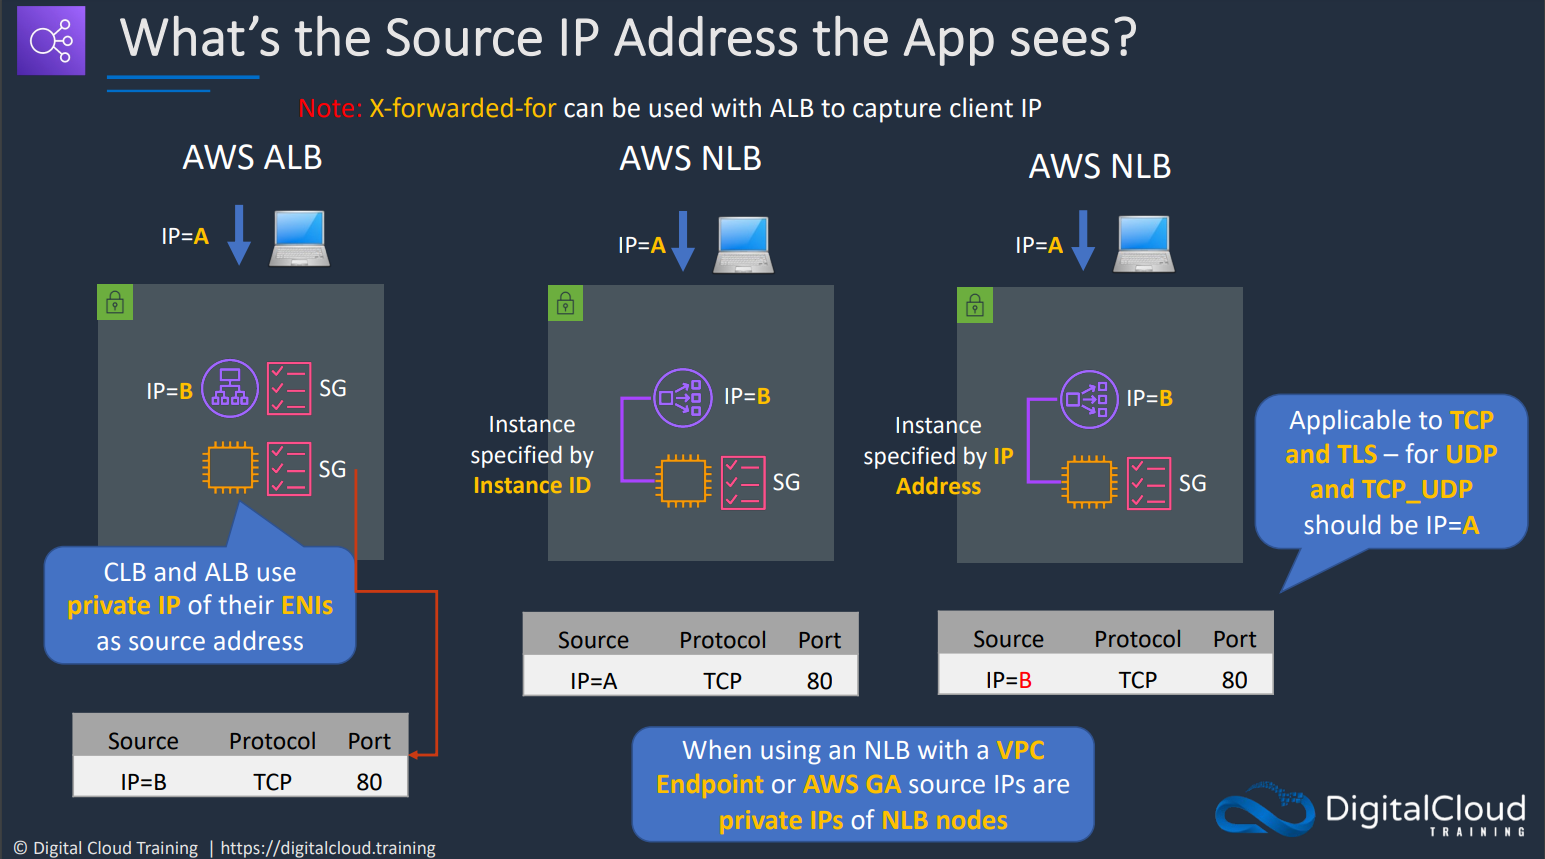 What's the Source IP Address the App sees?
Note: X-forwarded-for can be used with ALB to capture client IP
AWS ALB
IP=A
IP=B
SG
SG
CLB and ALB use
private IP of their ENIs
as source address
Source Protocol Port
IP=B TCP 80
AWS NLB
IP=A
IP=B
Instance
specified by
Instance ID
SG
Source Protocol Port
IP=A TCP 80
AWS NLB
IP=A
IP=B
Instance
specified by IP
Address
SG
Applicable to TCP
and TLS – for UDP
and TCP_UDP
should be IP=A
Source Protocol Port
IP=B TCP 80
When using an NLB with a VPC
Endpoint or AWS GA source IPs are
private IPs of NLB nodes
DigitalCloud
TRAINING
© Digital Cloud Training | https://digitalcloud.training